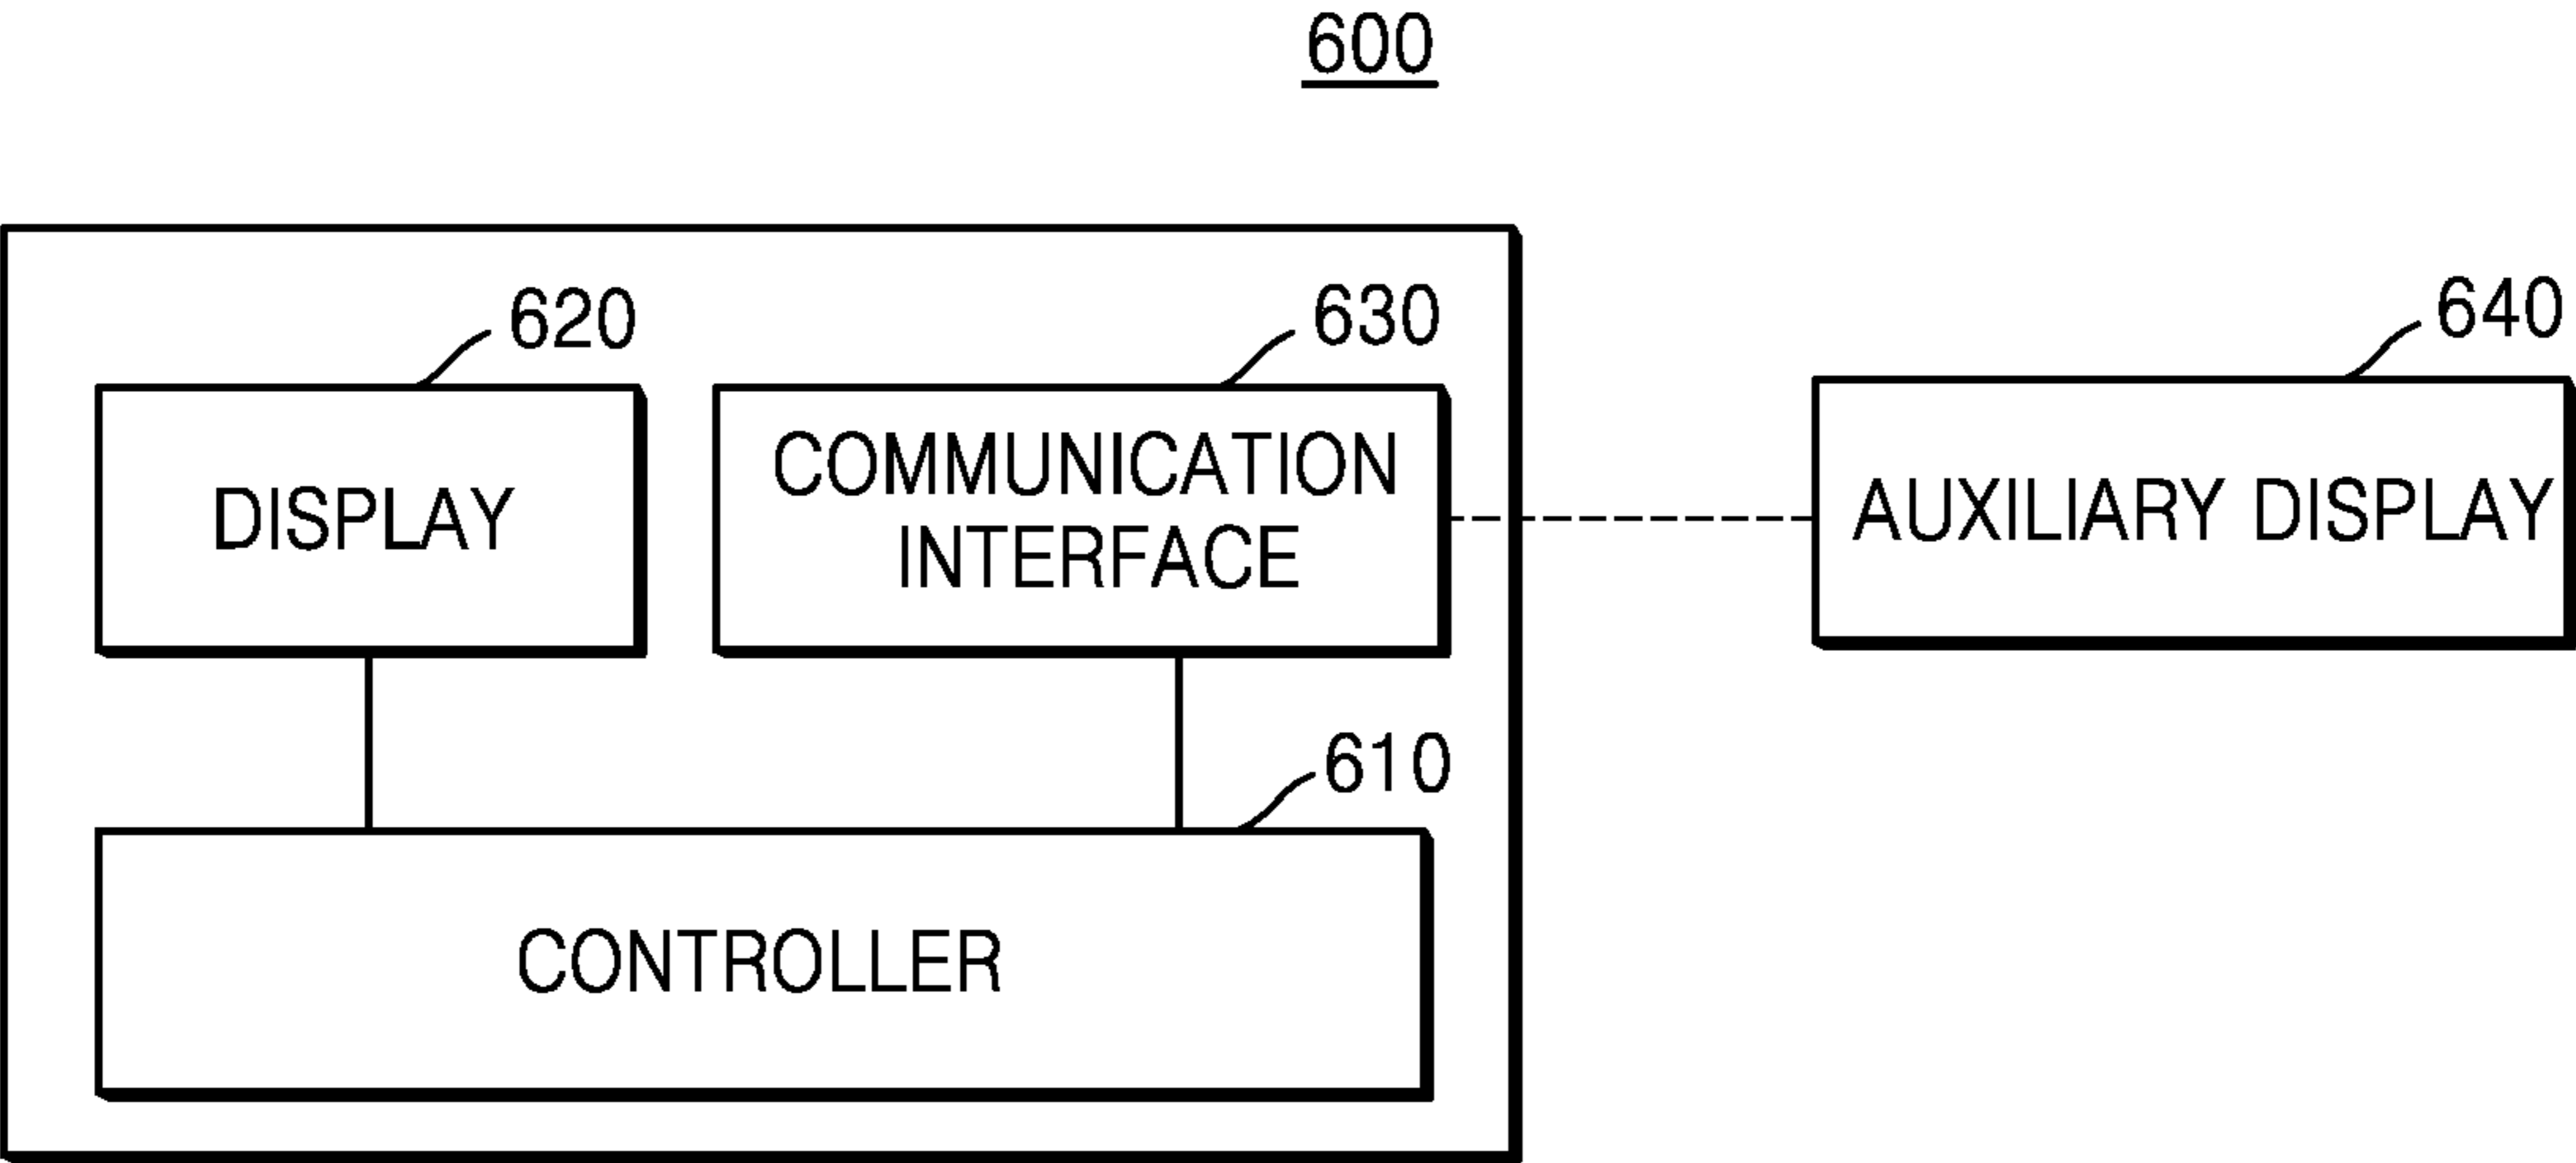 600
620
630
640
DISPLAY
COMMUNICATION
INTERFACE
AUXILIARY DISPLAY
610
CONTROLLER